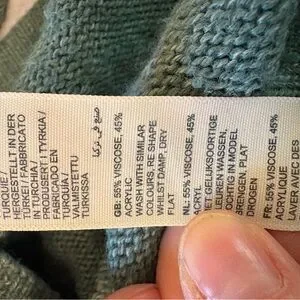 TURQUIE/
HERGESTELLT IN DER
TÜRKEI / FABBRICATO
IN TURCHIA /
PRODUSERT I TYRKIA /
FABRICADO EN
TURQUÍA /
VALMISTETTU
TURKISSA
صنع في تركيا
GB: 55% VISCOSE, 45%
ACRYLIC
WASH WITH SIMILAR
COLOURS, RE SHAPE
WHILST DAMP, DRY
FLAT
NL: 55% VISCOSE, 45%
ACRYL
MET GELIJKSOORTIGE
KLEUREN WASSEN,
VOCHTIG IN MODEL
BRENGEN, PLAT
DROGEN
FR: 55% VISCOSE, 45%
LAVER AVEC DES